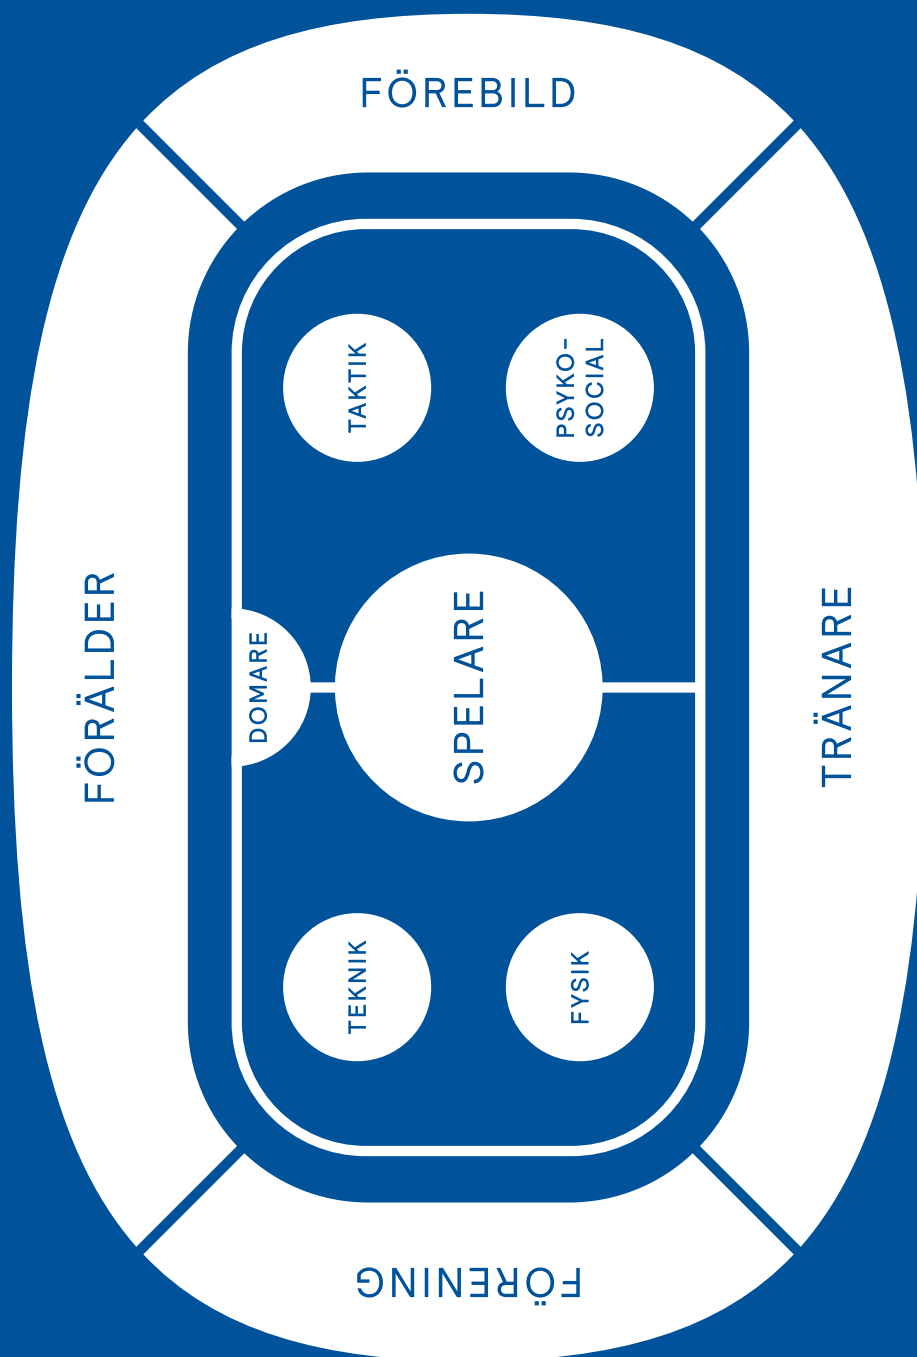 FÖREBILD
TAKTIK
PSYKO-
SOCIAL
FÖRÄLDER
DOMARE
SPELARE
TRÄNARE
TEKNIK
FYSIK
FÖRENING